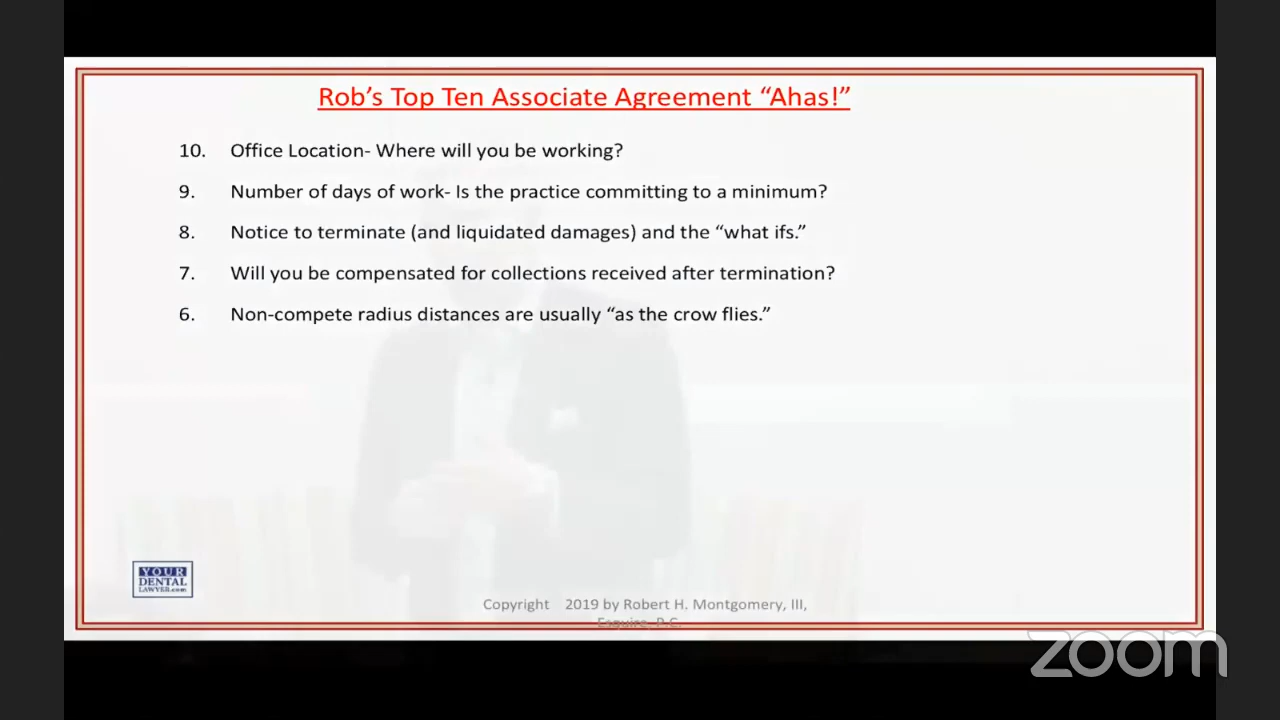 Rob’s Top Ten Associate Agreement “Ahas!”
10. Office Location- Where will you be working?
9. Number of days of work- Is the practice committing to a minimum?
8. Notice to terminate (and liquidated damages) and the “what ifs.”
7. Will you be compensated for collections received after termination?
6. Non-compete radius distances are usually “as the crow flies.”
YOUR
DENTAL
LAWYER.com
Copyright 2019 by Robert H. Montgomery, III,
Esquire, P.C.
zoom